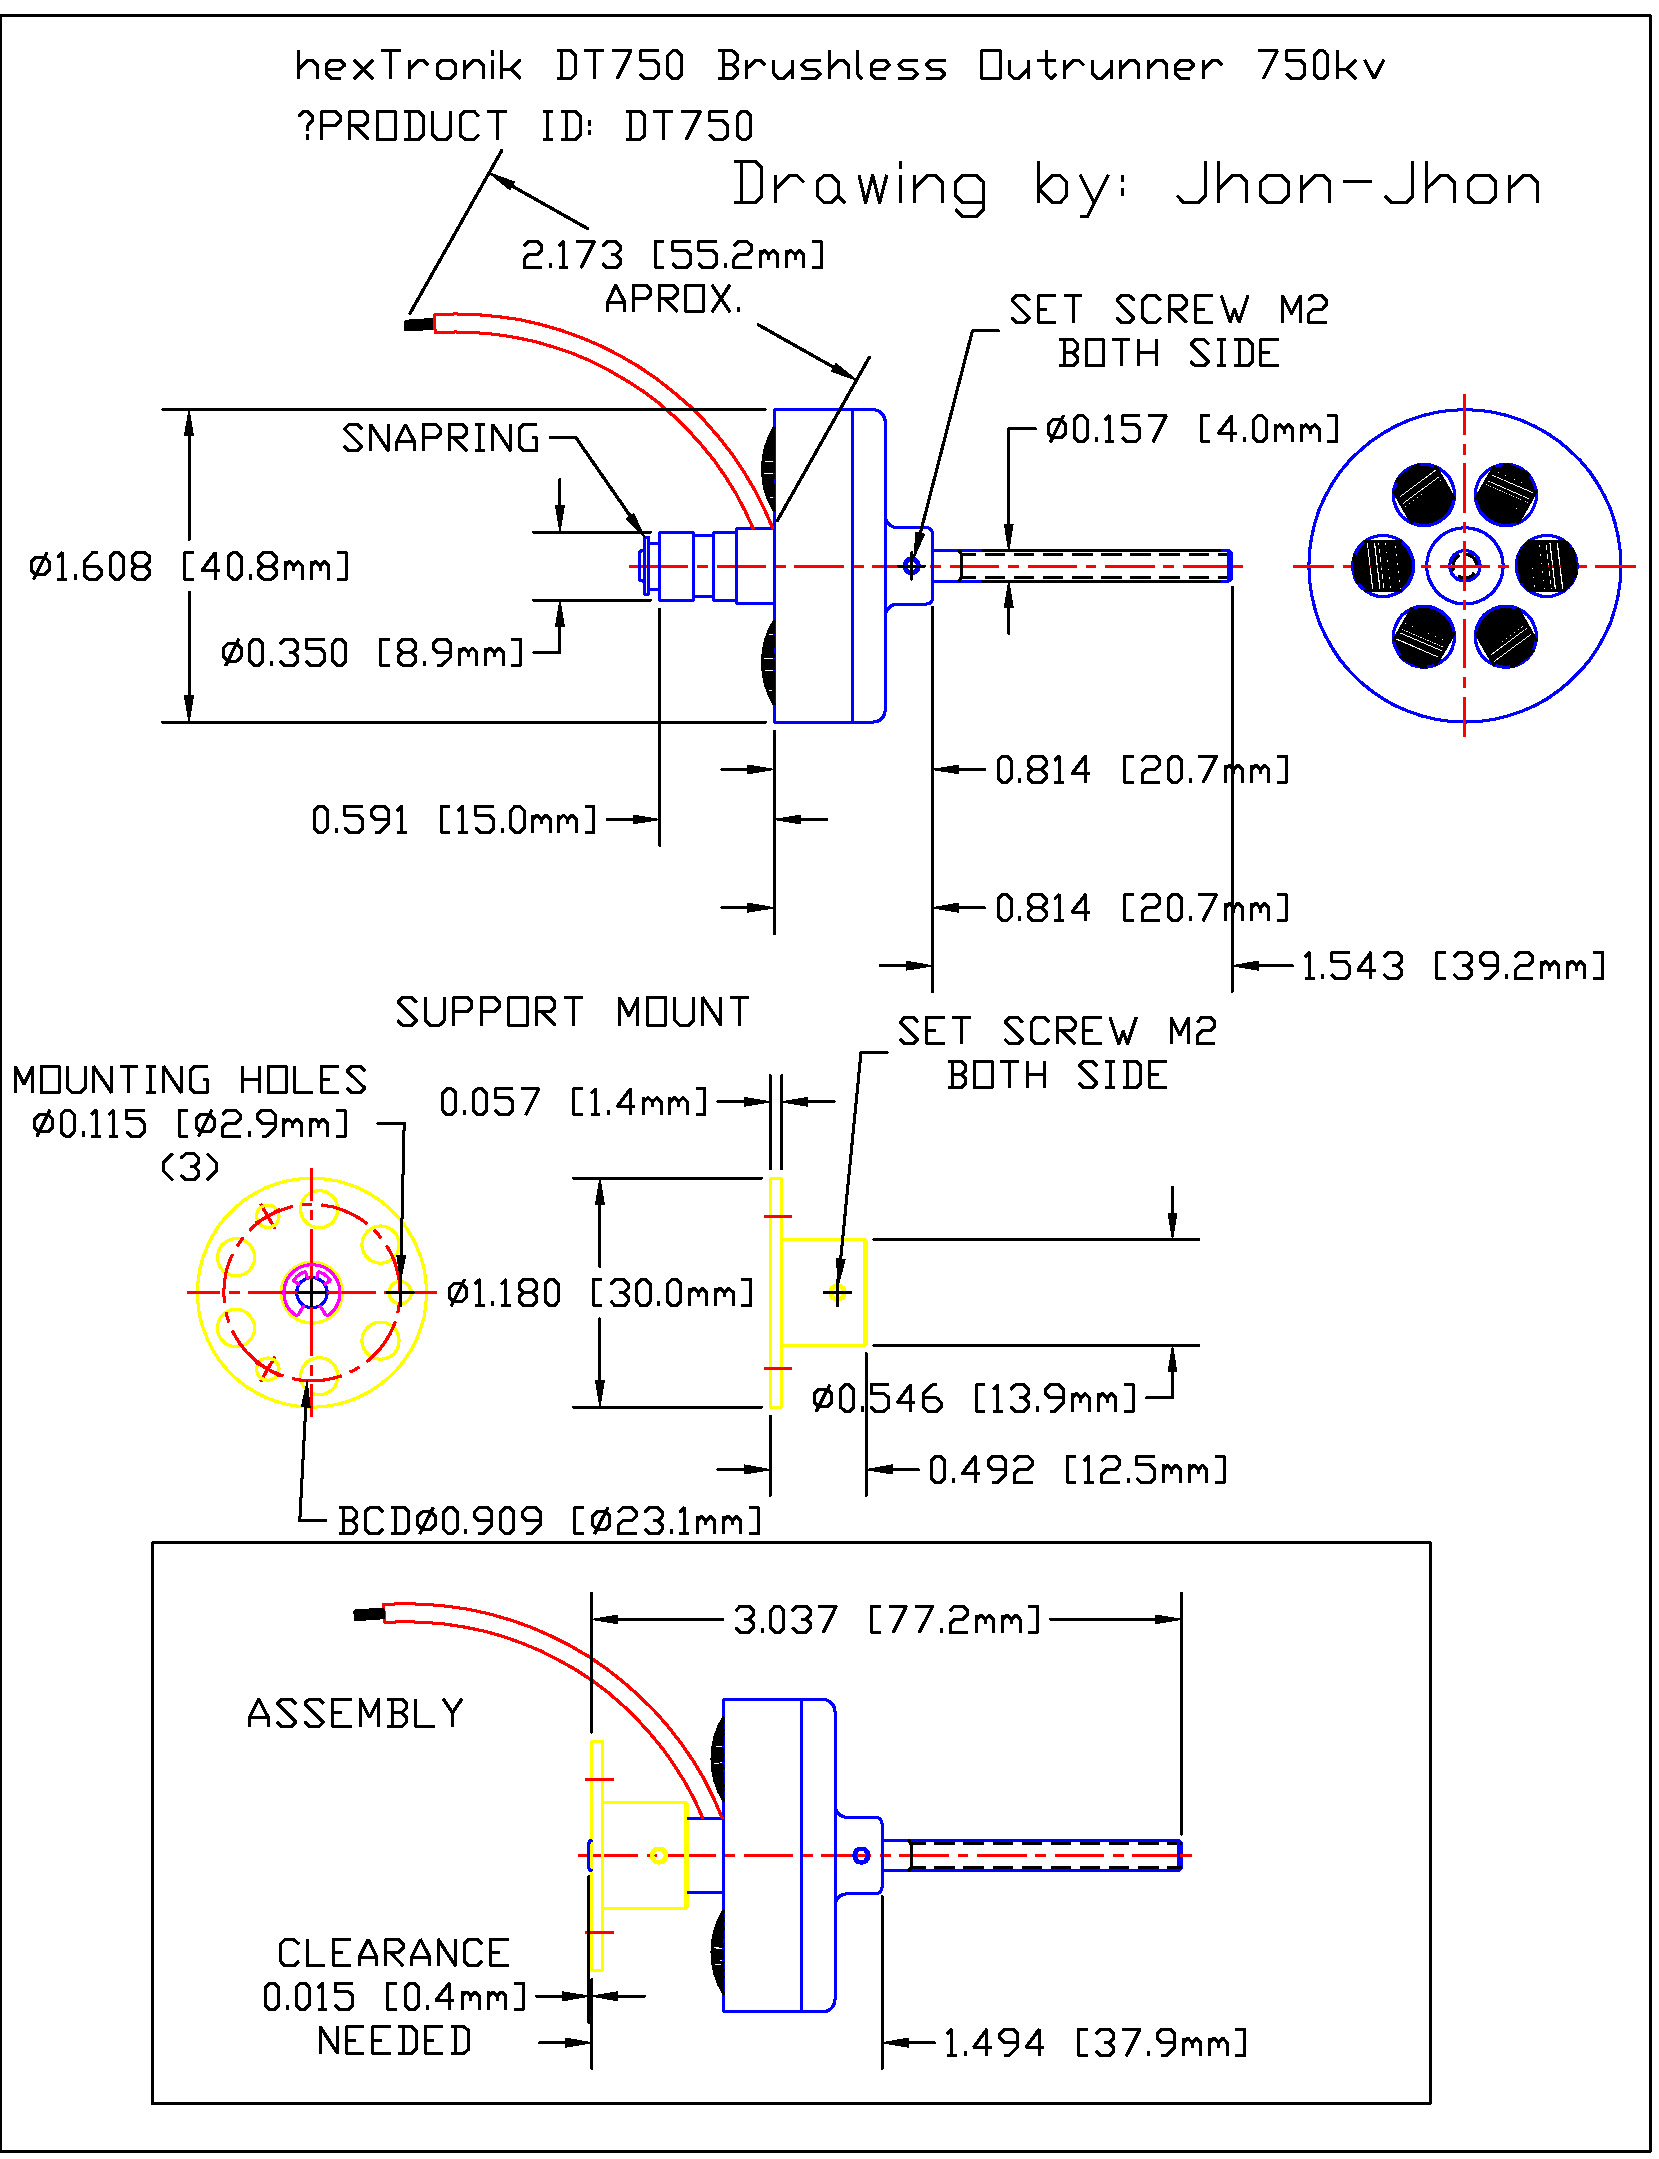 hexTronik DT750 Brushless Outrunner 750kv
?PRODUCT ID: DT750
Drawing by: Jhon-Jhon
2.173 [55.2mm]
APROX.
SET SCREW M2
BOTH SIDE
SNAPRING
Ø0.157 [4.0mm]
Ø1.608 [40.8mm]
Ø0.350 [8.9mm]
0.814 [20.7mm]
0.591 [15.0mm]
0.814 [20.7mm]
1.543 [39.2mm]
SUPPORT MOUNT
SET SCREW M2
BOTH SIDE
MOUNTING HOLES
Ø0.115 [Ø2.9mm]
(3)
0.057 [1.4mm]
Ø1.180 [30.0mm]
Ø0.546 [13.9mm]
0.492 [12.5mm]
BCDØ0.909 [Ø23.1mm]
3.037 [77.2mm]
ASSEMBLY
CLEARANCE
0.015 [0.4mm]
NEEDED
1.494 [37.9mm]